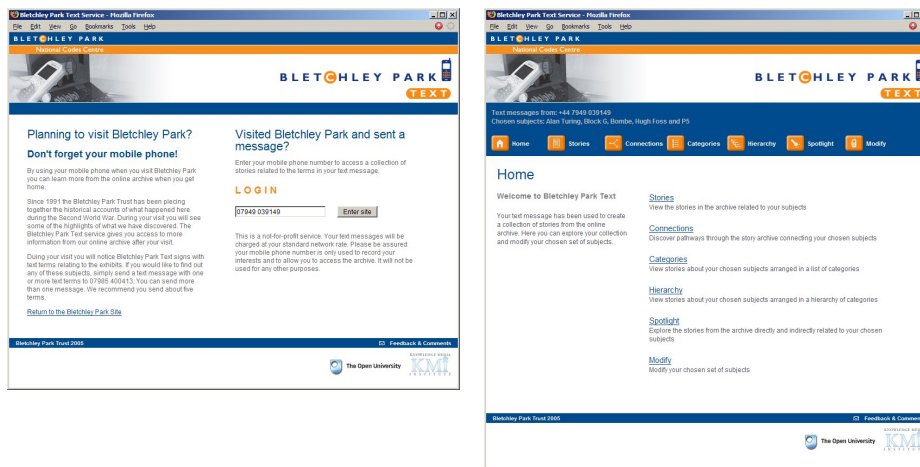 Bletchley Park Text Service - Mozilla Firefox
File Edit View Go Bookmarks Tools Help
BLETCHLEY PARK
National Codes Centre
BLETCHLEY PARK
TEXT
Planning to visit Bletchley Park?
Don't forget your mobile phone!
By using your mobile phone when you visit Bletchley Park
you can learn more from the online archive when you get
home.
Since 1991 the Bletchley Park Trust has been piecing
together the historical accounts of what happened here
during the Second World War. During your visit you will see
some of the highlights of what we have discovered. The
Bletchley Park Text service gives you access to more
information from our online archive after your visit.
During your visit you will notice Bletchley Park Text signs with
text terms relating to the exhibits. If you would like to find out
any of these subjects, simply send a text message with one
or more text terms to 07985 400413. You can send more
than one message. We recommend you send about five
terms.
Return to the Bletchley Park Site
Visited Bletchley Park and sent a
message?
Enter your mobile phone number to access a collection of
stories related to the terms in your text message.
LOGIN
07949 039149 Enter site
This is a not-for-profit service. Your text messages will be
charged at your standard network rate. Please be assured
your mobile phone number is only used to record your
interests and to allow you to access the archive. It will not be
used for any other purposes.
Bletchley Park Trust 2005 Feedback & Comments
The Open University
KNOWLEDGE MEDIA
KMi
INSTITUTE
Bletchley Park Text Service - Mozilla Firefox
File Edit View Go Bookmarks Tools Help
BLETCHLEY PARK
National Codes Centre
BLETCHLEY PARK
TEXT
Text messages from: +44 7949 039149
Chosen subjects: Alan Turing, Block G, Bombe, Hugh Foss and P5
Home Stories Connections Categories Hierarchy Spotlight Modify
Home
Welcome to Bletchley Park Text
Your text message has been used to create
a collection of stories from the online
archive. Here you can explore your collection
and modify your chosen set of subjects.
Stories
View the stories in the archive related to your subjects
Connections
Discover pathways through the story archive connecting your chosen subjects
Categories
View stories about your chosen subjects arranged in a list of categories
Hierarchy
View stories about your chosen subjects arranged in a hierarchy of categories
Spotlight
Explore the stories from the archive directly and indirectly related to your chosen
subjects
Modify
Modify your chosen set of subjects
Bletchley Park Trust 2005 Feedback & Commen
The Open University
KNOWLEDGE
KM